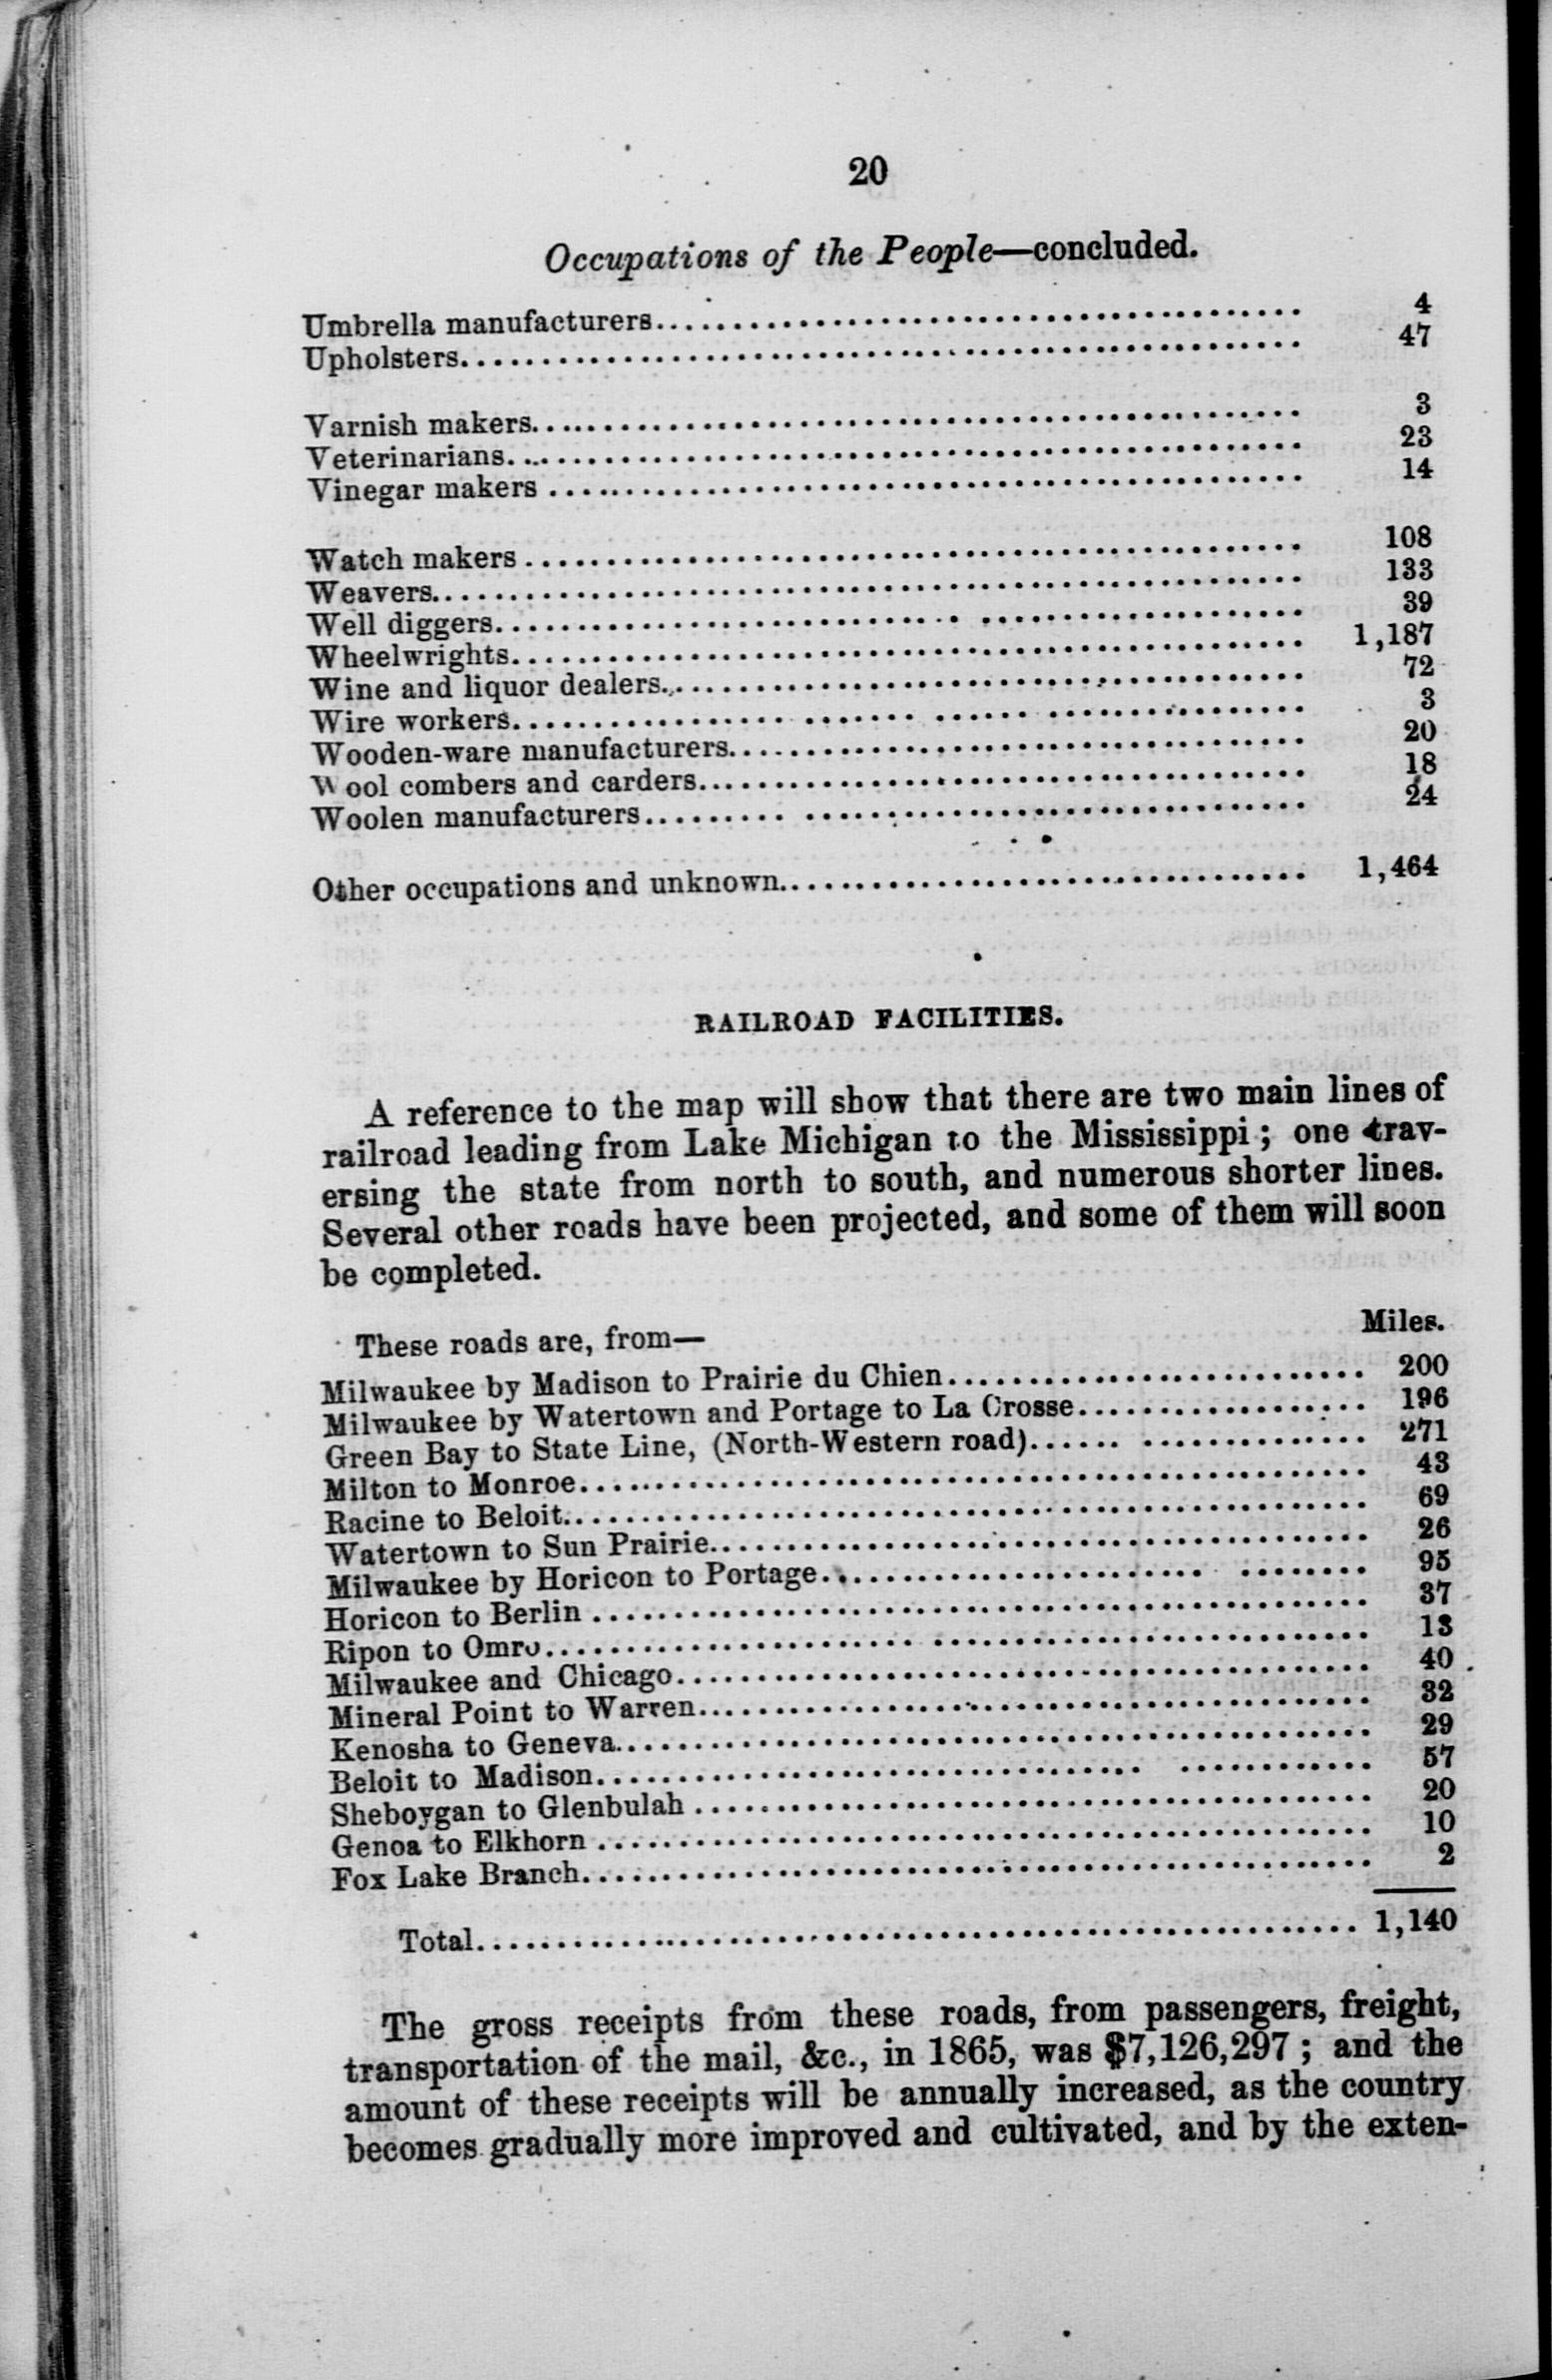 20
Occupations of the People—concluded.
Umbrella manufacturers 4
Upholsters 47
Varnish makers 3
Veterinarians 23
Vinegar makers 14
Watch makers 108
Weavers 133
Well diggers 39
Wheelwrights 1,187
Wine and liquor dealers 72
Wire workers 3
Wooden-ware manufacturers 20
Wool combers and carders 18
Woolen manufacturers 24
Other occupations and unknown 1,464
RAILROAD FACILITIES.
A reference to the map will show that there are two main lines of
railroad leading from Lake Michigan to the Mississippi; one trav-
ersing the state from north to south, and numerous shorter lines.
Several other roads have been projected, and some of them will soon
be completed.
These roads are, from— Miles.
Milwaukee by Madison to Prairie du Chien 200
Milwaukee by Watertown and Portage to La Crosse 196
Green Bay to State Line, (North-Western road) 271
Milton to Monroe 43
Racine to Beloit 69
Watertown to Sun Prairie 26
Milwaukee by Horicon to Portage 95
Horicon to Berlin 37
Ripon to Omro 13
Milwaukee and Chicago 40
Mineral Point to Warren 32
Kenosha to Geneva 29
Beloit to Madison 57
Sheboygan to Glenbulah 20
Genoa to Elkhorn 10
Fox Lake Branch 2
Total 1,140
The gross receipts from these roads, from passengers, freight,
transportation of the mail, &c., in 1865, was $7,126,297; and the
amount of these receipts will be annually increased, as the country
becomes gradually more improved and cultivated, and by the exten-